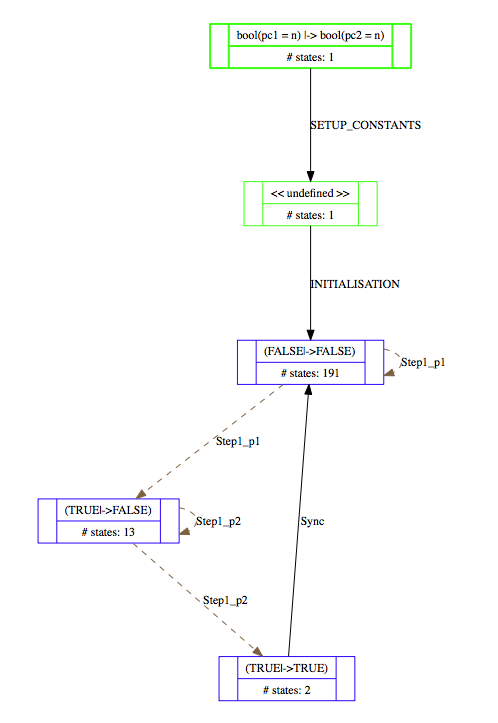 bool(pc1 = n) |-> bool(pc2 = n)
# states: 1
SETUP_CONSTANTS
<< undefined >>
# states: 1
INITIALISATION
(FALSE|->FALSE)
# states: 191
Step1_p1
Step1_p1
(TRUE|->FALSE)
# states: 13
Step1_p2
Sync
Step1_p2
(TRUE|->TRUE)
# states: 2